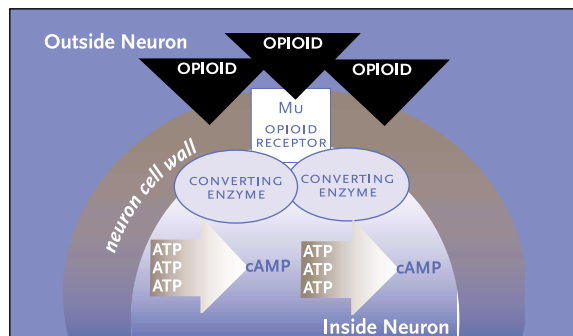 Outside Neuron
OPIOID
OPIOID
OPIOID
MU
OPIOID
RECEPTOR
neuron cell wall
CONVERTING
ENZYME
CONVERTING
ENZYME
ATP
ATP
ATP
cAMP
ATP
ATP
ATP
cAMP
Inside Neuron